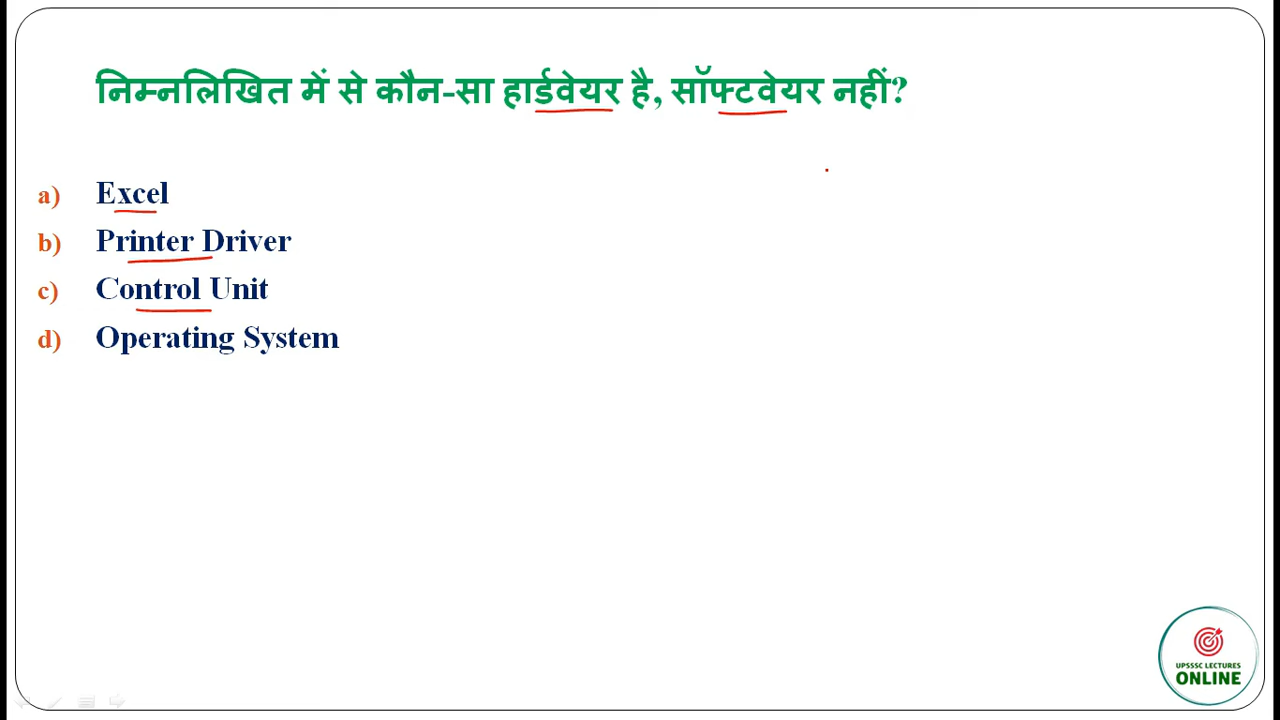 निम्नलिखित में से कौन-सा हार्डवेयर है, सॉफ्टवेयर नहीं?
a) Excel
b) Printer Driver
c) Control Unit
d) Operating System
UPSSSC LECTURES
ONLINE